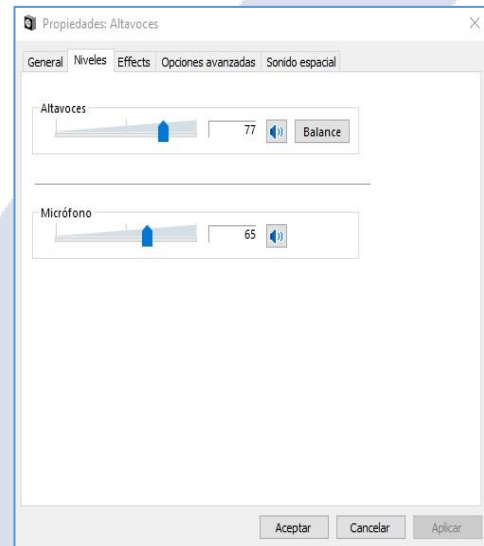 Propiedades: Altavoces
General Niveles Effects Opciones avanzadas Sonido espacial
Altavoces
77 Balance
Micrófono
65
Aceptar Cancelar Aplicar